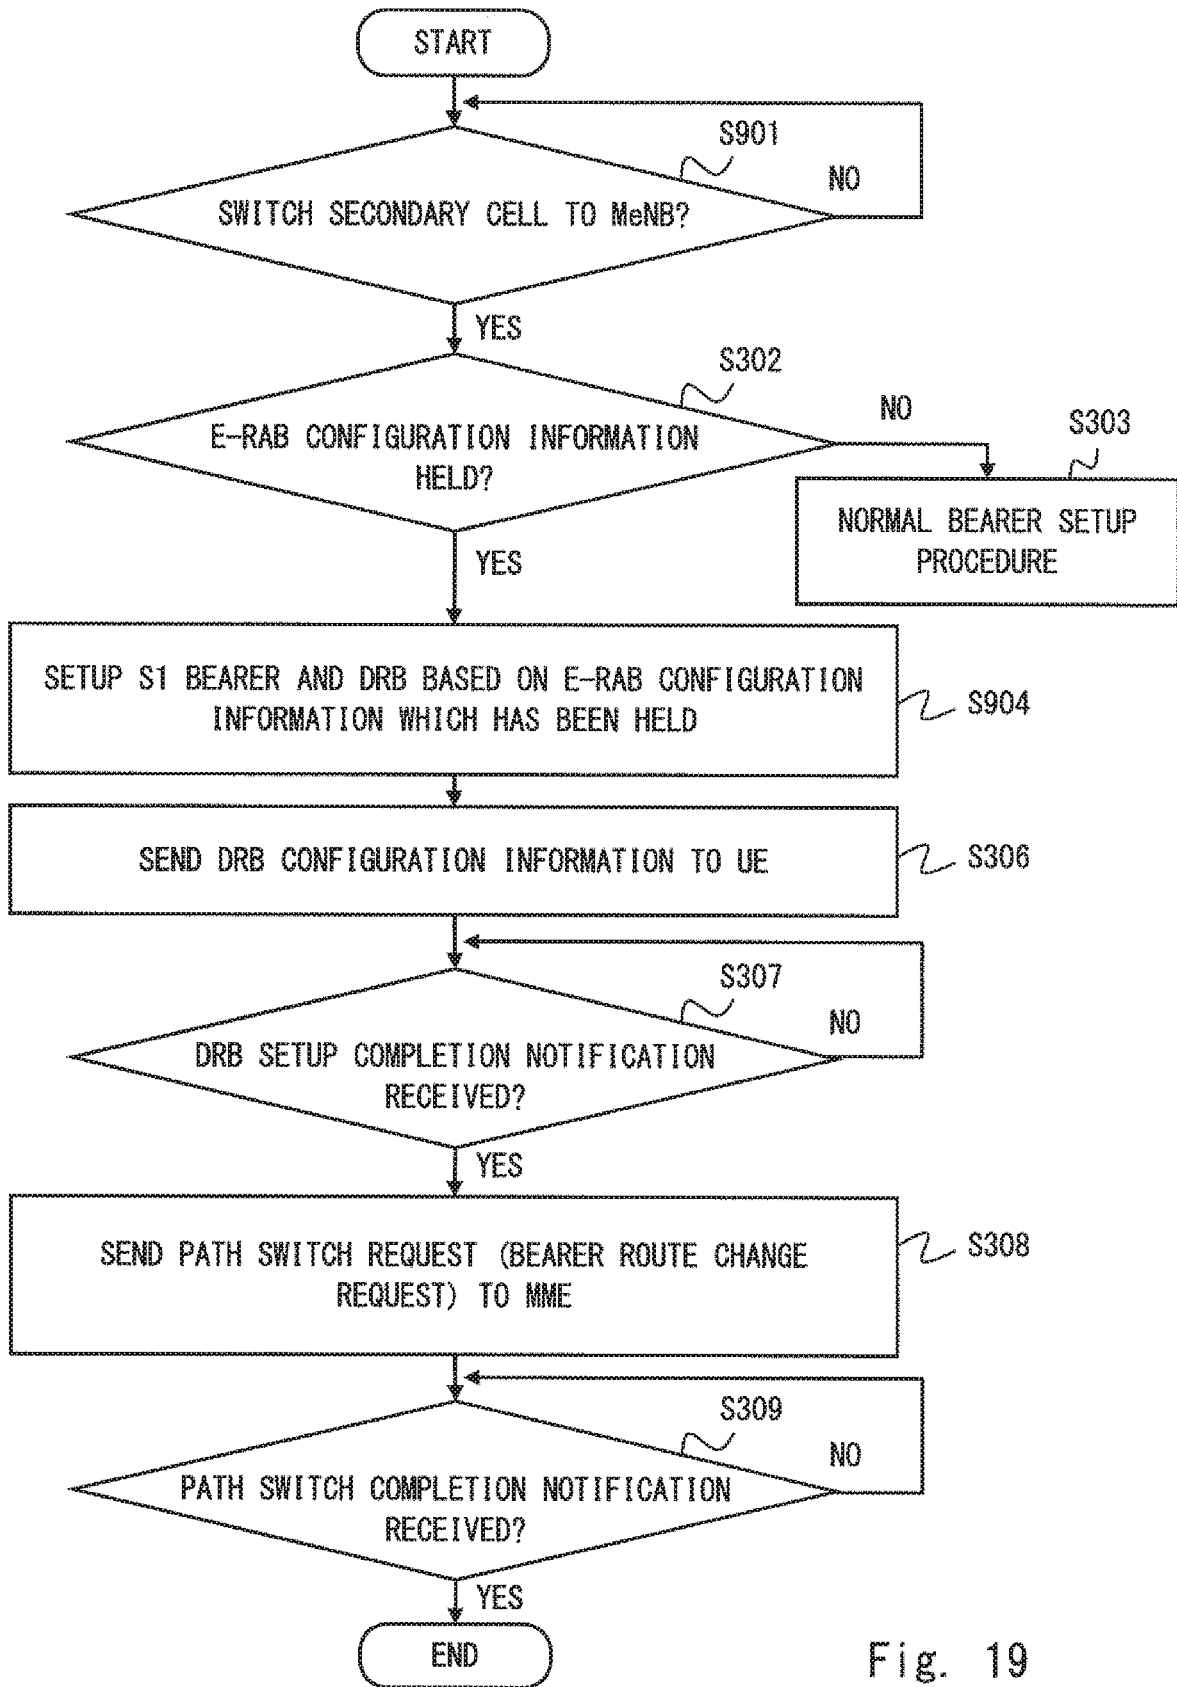 START
S901
NO
SWITCH SECONDARY CELL TO MeNB?
YES
S302
NO
E-RAB CONFIGURATION INFORMATION
HELD?
S303
NORMAL BEARER SETUP
PROCEDURE
YES
SETUP S1 BEARER AND DRB BASED ON E-RAB CONFIGURATION
INFORMATION WHICH HAS BEEN HELD
S904
SEND DRB CONFIGURATION INFORMATION TO UE
S306
S307
NO
DRB SETUP COMPLETION NOTIFICATION
RECEIVED?
YES
SEND PATH SWITCH REQUEST (BEARER ROUTE CHANGE
REQUEST) TO MME
S308
S309
NO
PATH SWITCH COMPLETION NOTIFICATION
RECEIVED?
YES
END
Fig. 19